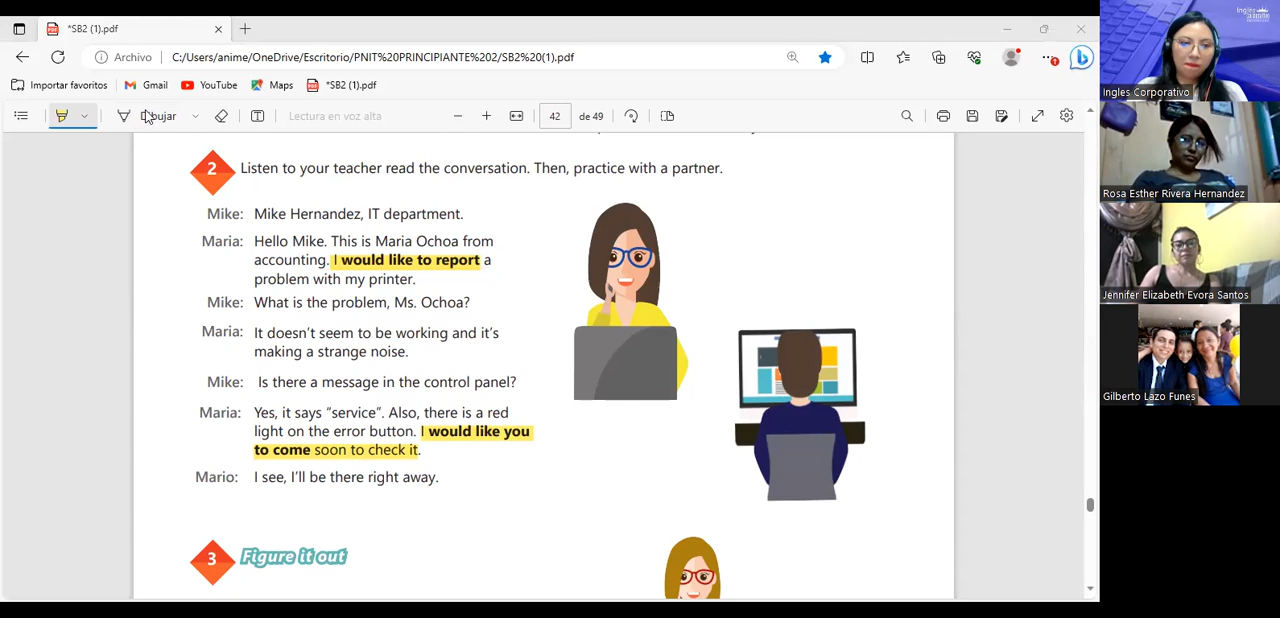 *SB2 (1).pdf
Archivo
C:/Users/anime/OneDrive/Escritorio/PNIT%20PRINCIPIANTE%202/SB2%20(1).pdf
Importar favoritos
Gmail
YouTube
Maps
*SB2 (1).pdf
Dibujar
Lectura en voz alta
42
de 49
2
Listen to your teacher read the conversation. Then, practice with a partner.
Mike: Mike Hernandez, IT department.
Maria: Hello Mike. This is Maria Ochoa from
accounting. I would like to report a
problem with my printer.
Mike: What is the problem, Ms. Ochoa?
Maria: It doesn't seem to be working and it's
making a strange noise.
Mike: Is there a message in the control panel?
Maria: Yes, it says "service". Also, there is a red
light on the error button. I would like you
to come soon to check it.
Mario: I see, I'll be there right away.
3
Figure it out
Ingles Corporativo
Rosa Esther Rivera Hernandez
Jennifer Elizabeth Evora Santos
Gilberto Lazo Funes